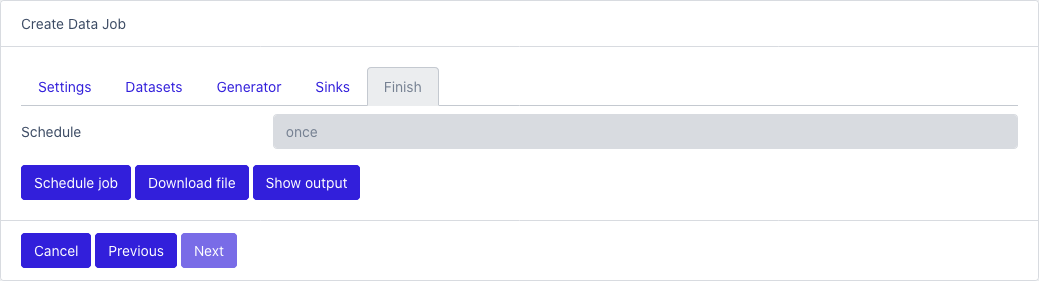 Create Data Job
Settings Datasets Generator Sinks Finish
Schedule once
Schedule job Download file Show output
Cancel Previous Next